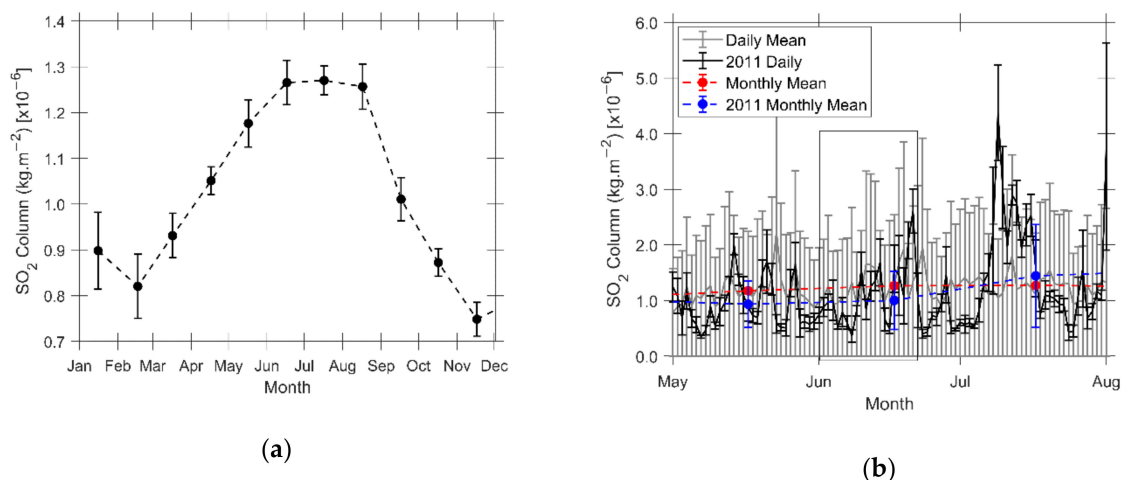 (a)
1.4
1.3
1.2
1.1
1.0
0.9
0.8
0.7
SO2 Column (kg.m−2) [x10−6]
Jan Feb Mar Apr May Jun Jul Aug Sep Oct Nov Dec
Month
(a)
(b)
6.0
5.0
4.0
3.0
2.0
1.0
0.0
SO2 Column (kg.m−2) [x10−6]
Daily Mean
2011 Daily
Monthly Mean
2011 Monthly Mean
May Jun Jul Aug
Month
(b)